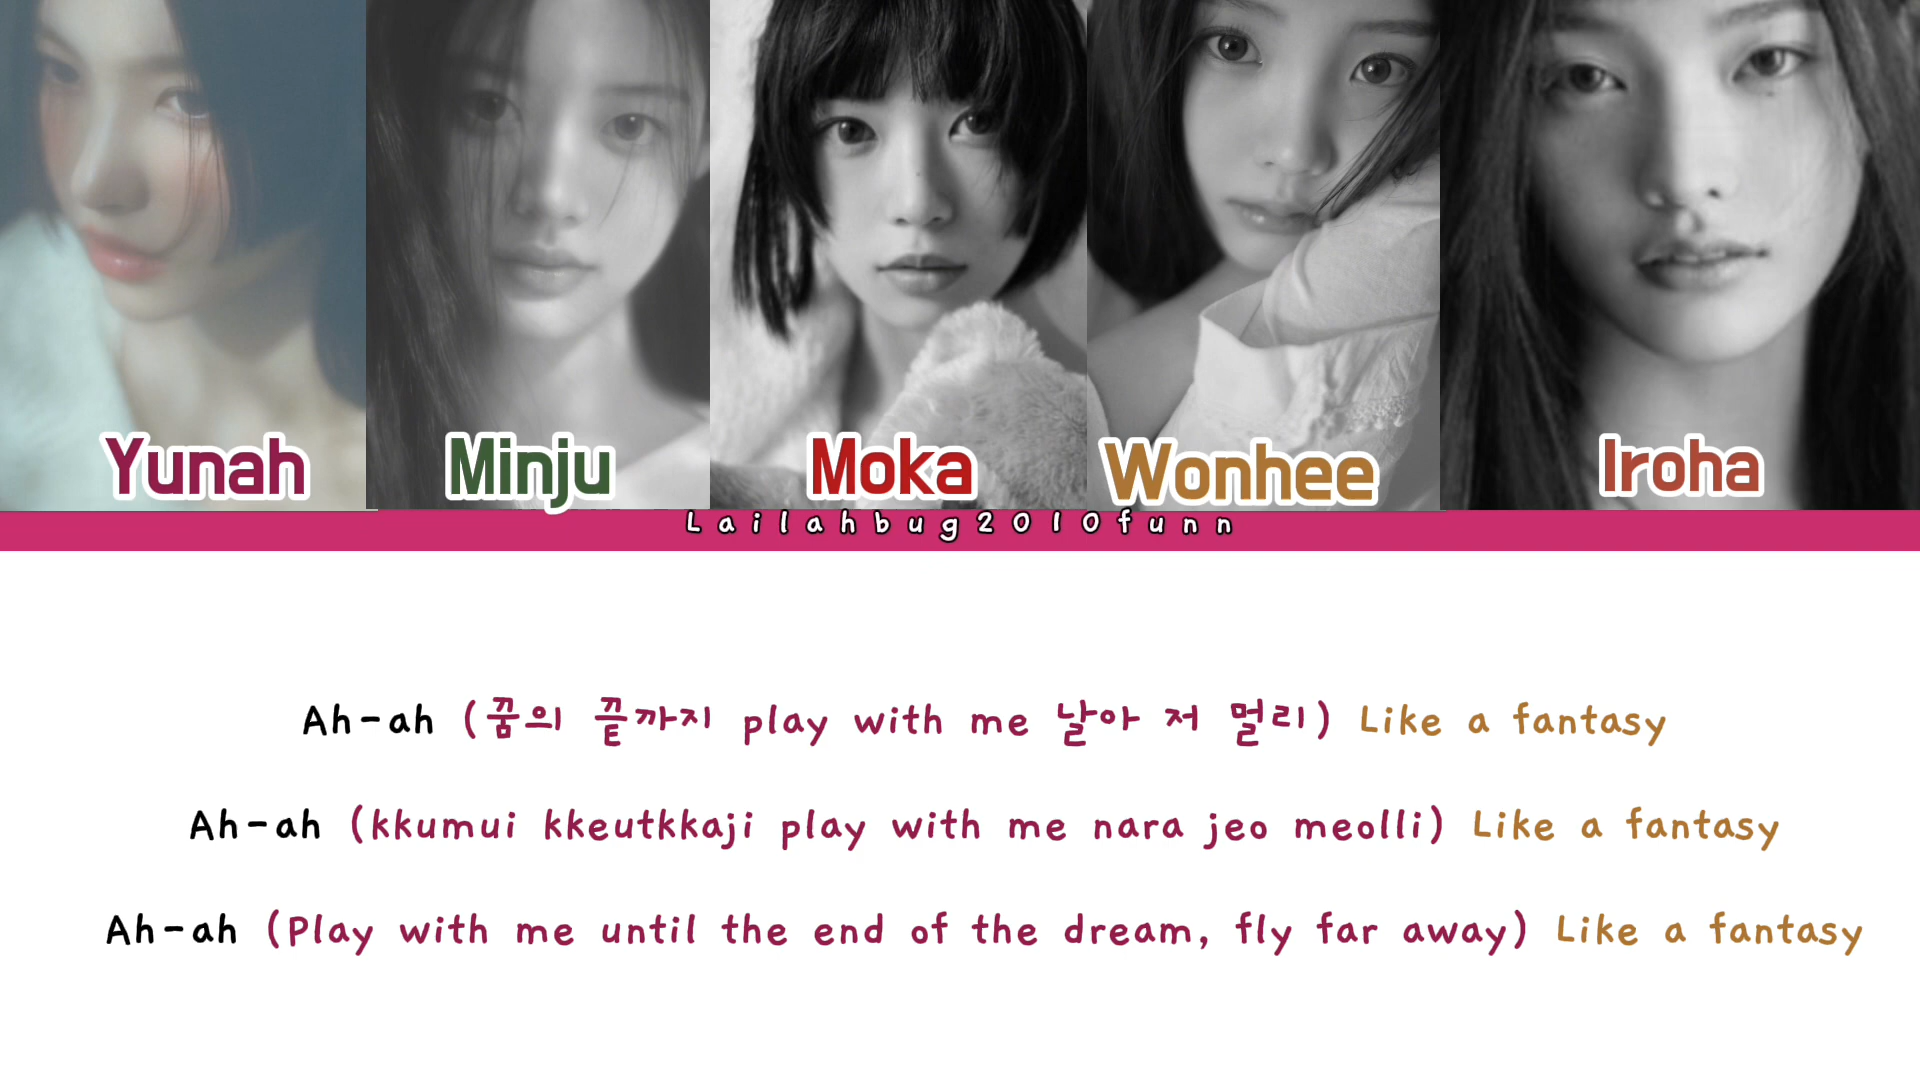 Yunah
Minju
Moka
Wonhee
Iroha
Lailahbug2010funn
Ah-ah (꿈의 끝까지 play with me 날아 저 멀리) Like a fantasy
Ah-ah (kkumui kkeutkkaji play with me nara jeo meolli) Like a fantasy
Ah-ah (Play with me until the end of the dream, fly far away) Like a fantasy